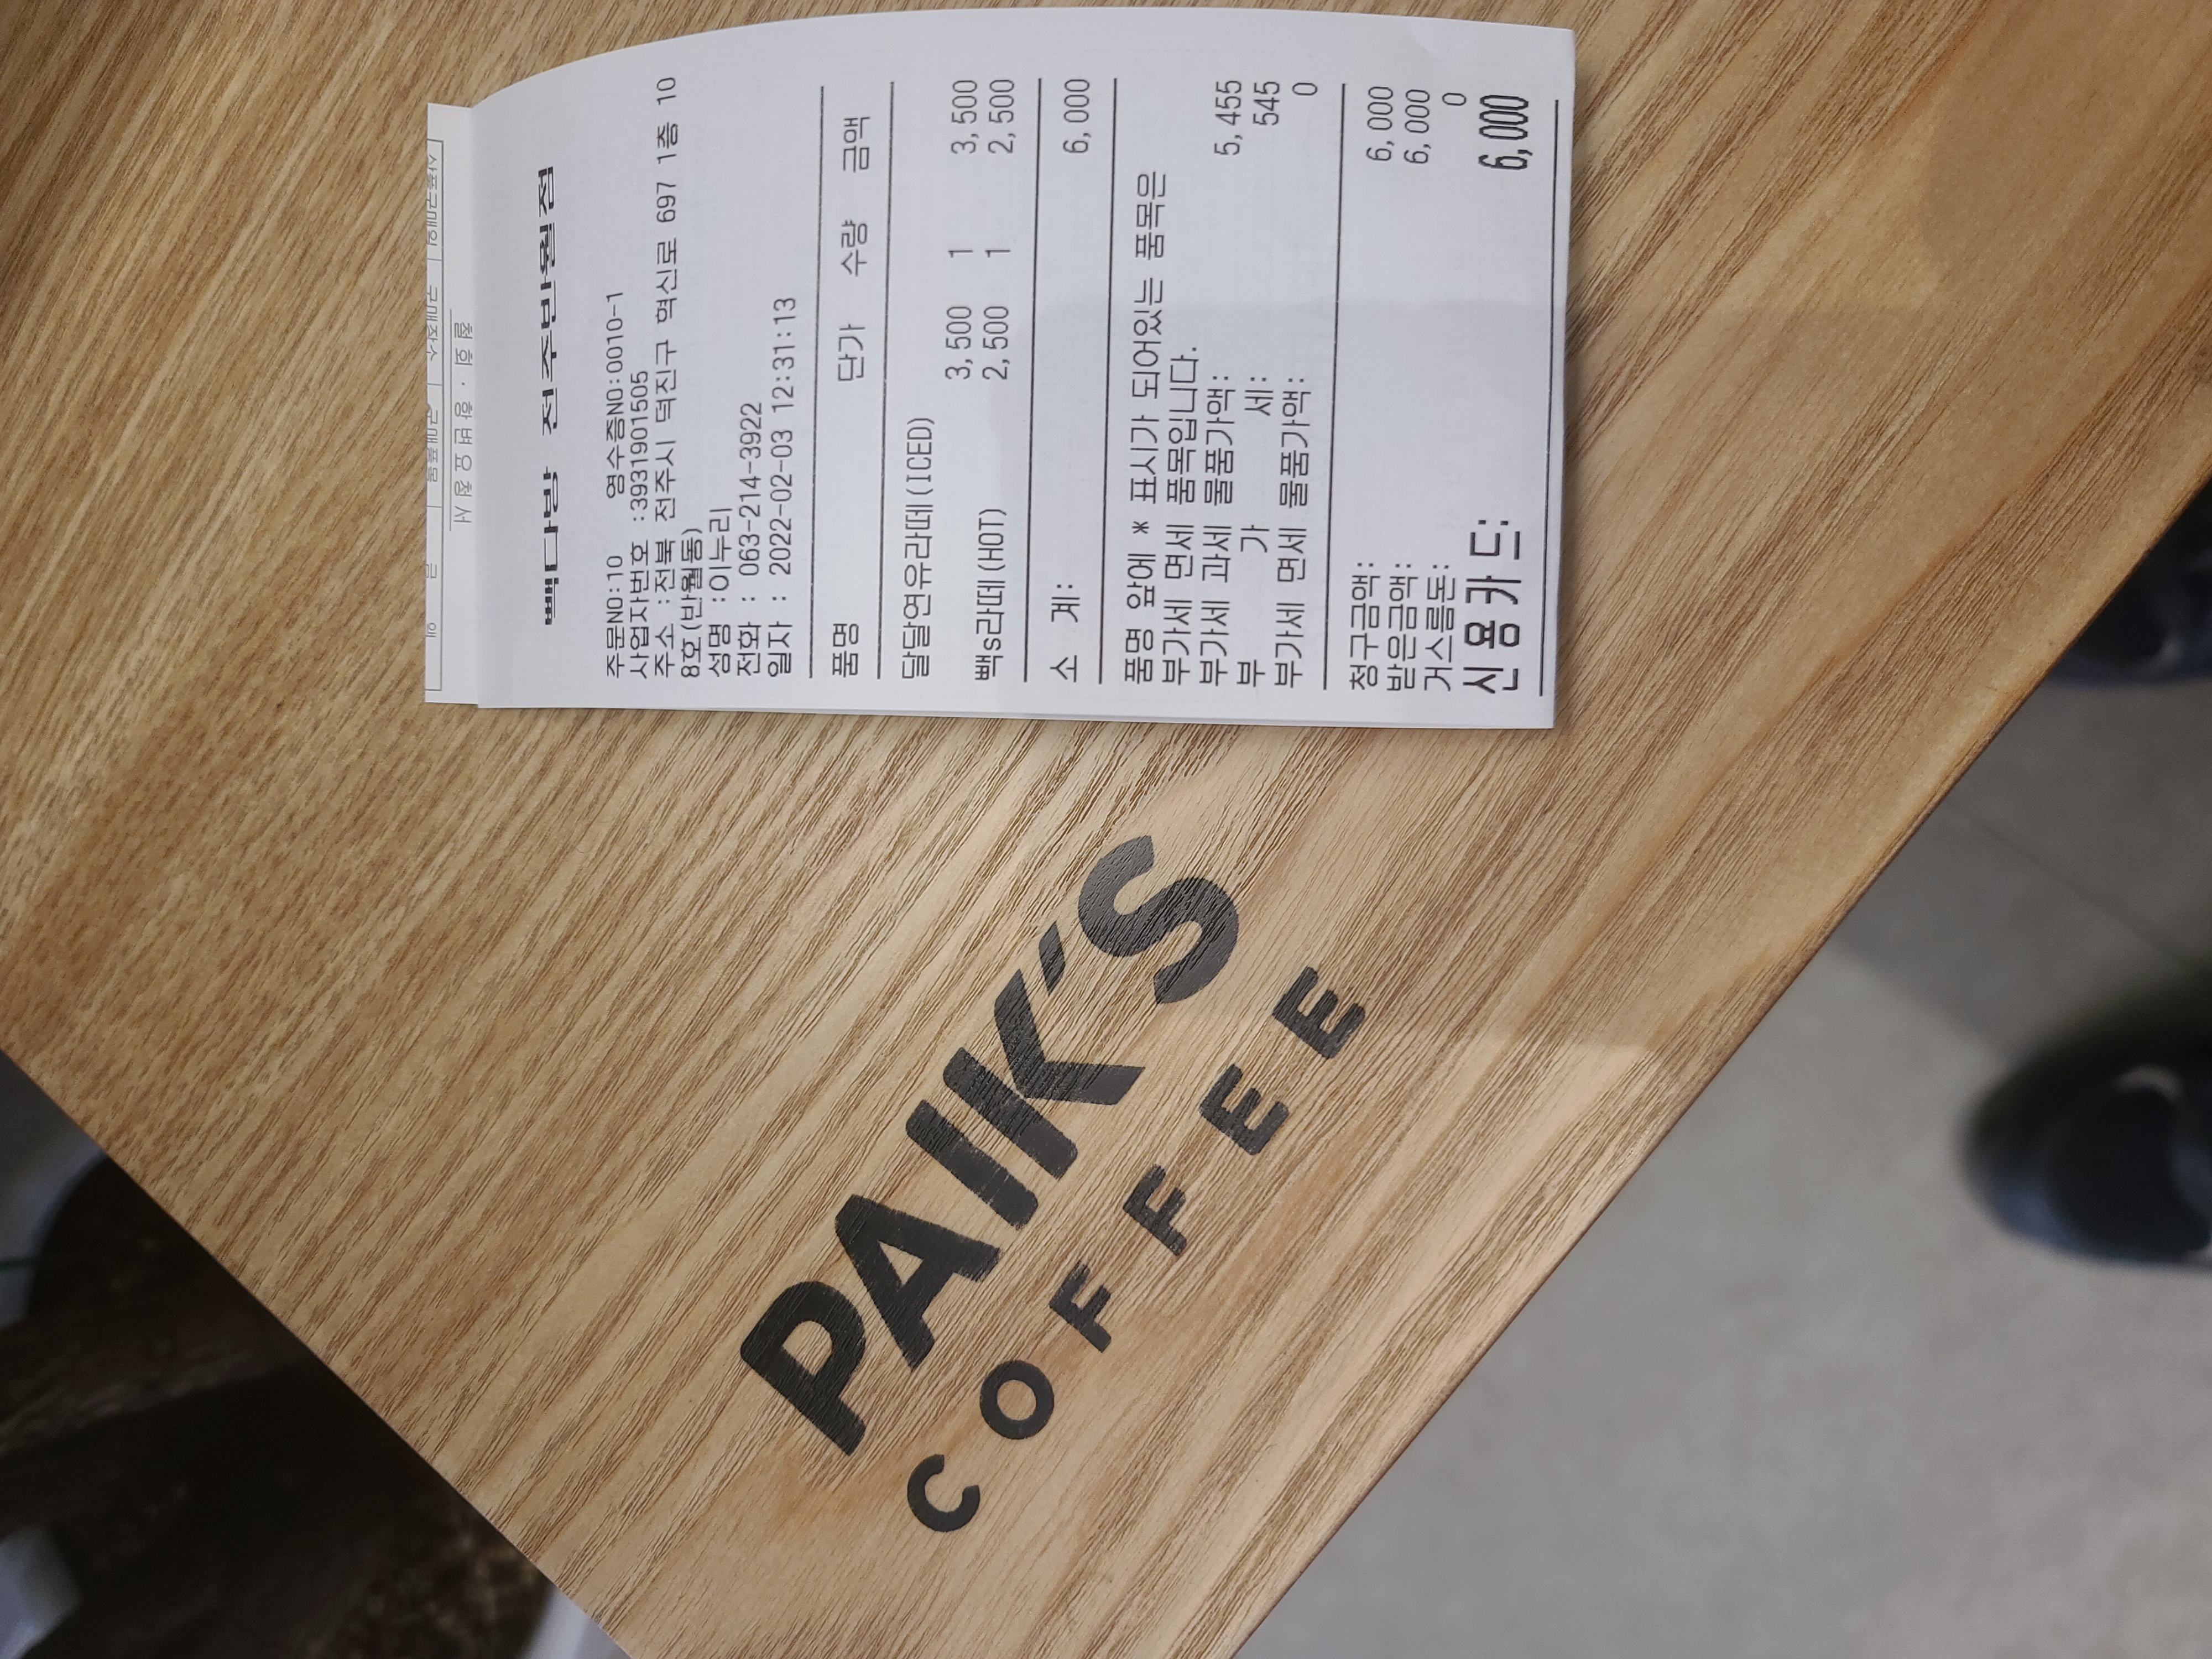 철회·항변요청서
빽다방 전주반월점
주문NO:10 영수증NO:0010-1
사업자번호 :3931901505
주소 :전북 전주시 덕진구 혁신로 697 1층 10
8호(반월동)
성명 :이누리
전화 : 063-214-3922
일자 : 2022-02-03 12:31:13
품명 단가 수량 금액
달달연유라떼(ICED)
3,500 1 3,500
빽s라떼(HOT) 2,500 1 2,500
소 계: 6,000
품명 앞에 * 표시가 되어있는 품목은
부가세 면세 품목입니다.
부가세 과세 물품가액: 5,455
부 가 세: 545
부가세 면세 물품가액: 0
청구금액: 6,000
받은금액: 6,000
거스름돈: 0
신용카드: 6,000
PAIK'S
COFFEE